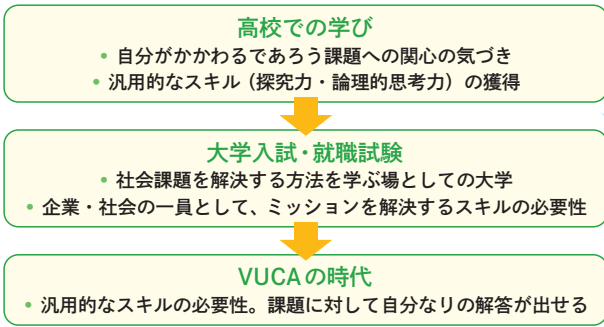 高校での学び
• 自分がかかわるであろう課題への関心の気づき
• 汎用的なスキル（探究力・論理的思考力）の獲得
大学入試・就職試験
• 社会課題を解決する方法を学ぶ場としての大学
• 企業・社会の一員として、ミッションを解決するスキルの必要性
VUCAの時代
• 汎用的なスキルの必要性。課題に対して自分なりの解答が出せる